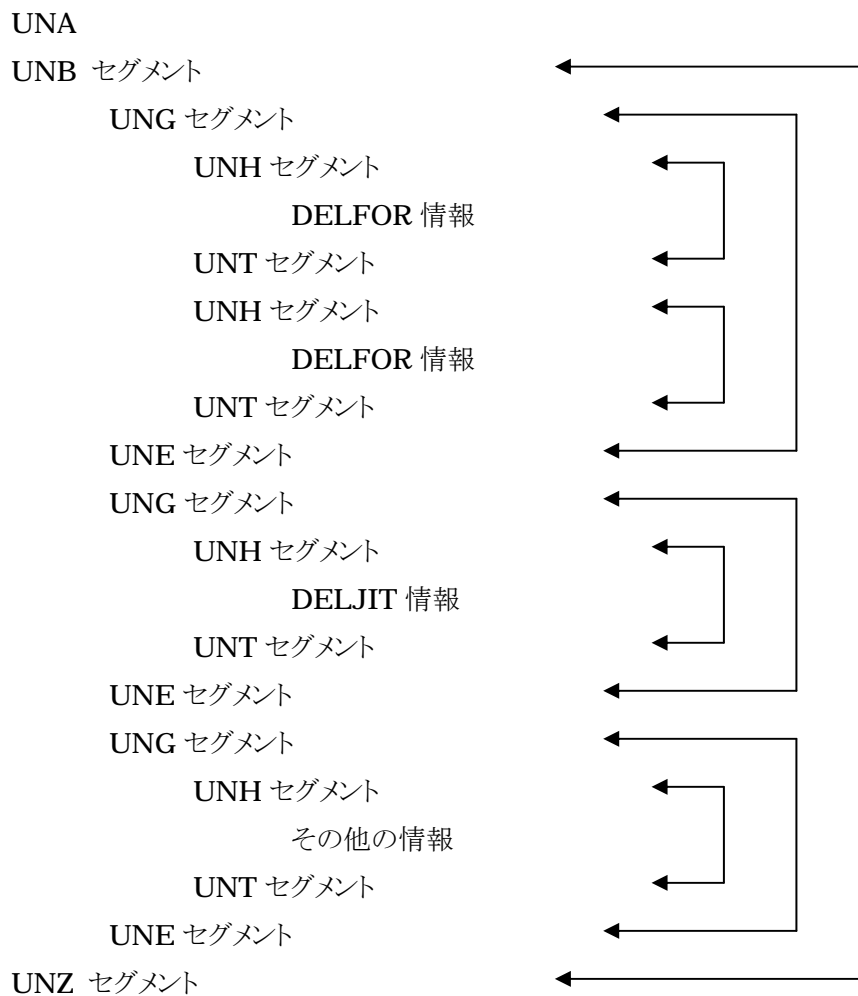 UNA
UNB セグメント
UNG セグメント
UNH セグメント
DELFOR 情報
UNT セグメント
UNH セグメント
DELFOR 情報
UNT セグメント
UNE セグメント
UNG セグメント
UNH セグメント
DELJIT 情報
UNT セグメント
UNE セグメント
UNG セグメント
UNH セグメント
その他の情報
UNT セグメント
UNE セグメント
UNZ セグメント